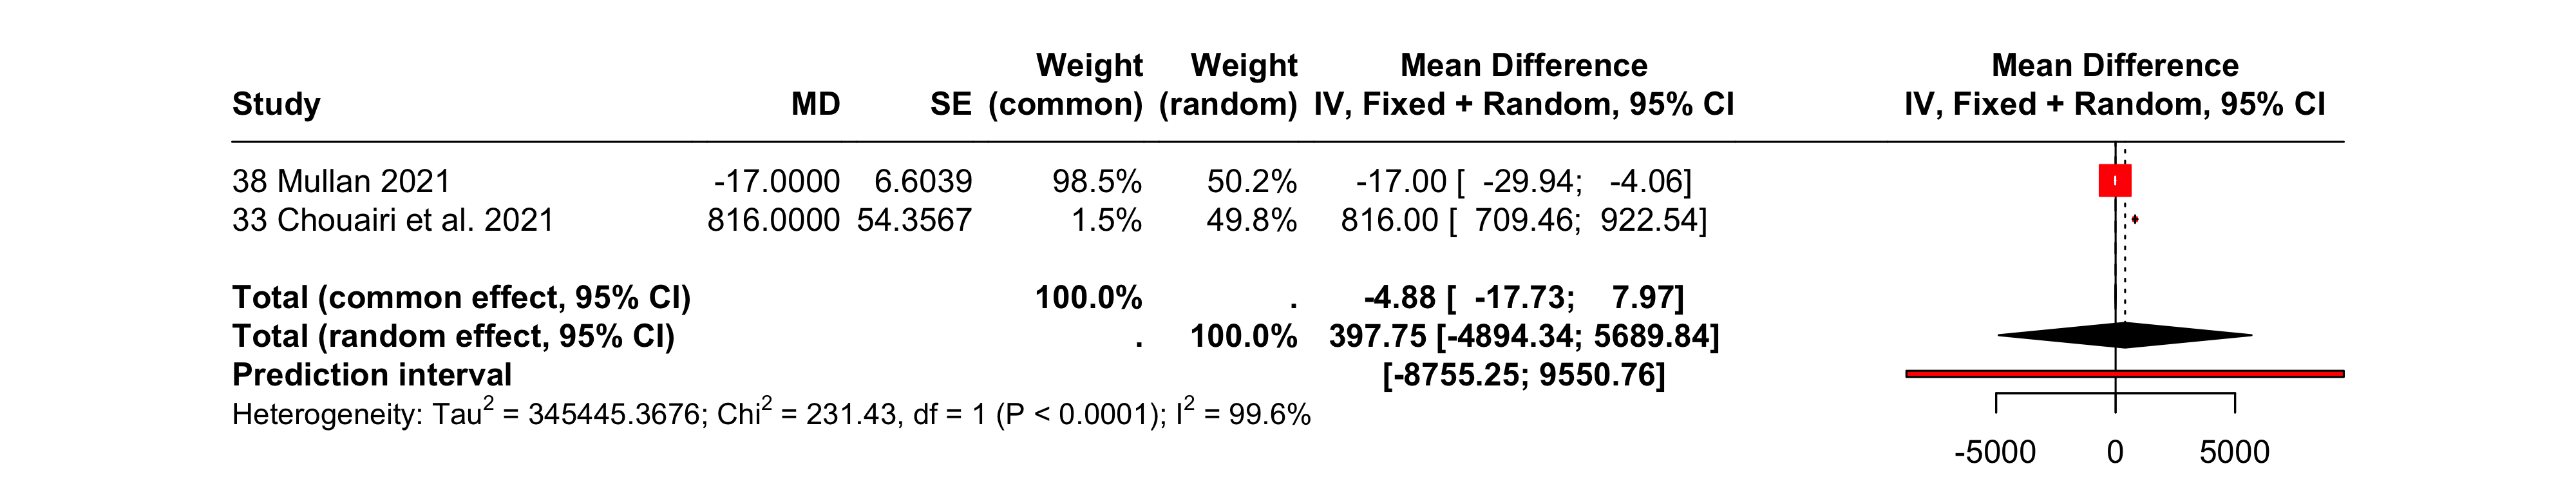 Weight Weight Mean Difference Mean Difference
Study MD SE (common) (random) IV, Fixed + Random, 95% CI IV, Fixed + Random, 95% CI
38 Mullan 2021 -17.0000 6.6039 98.5% 50.2% -17.00 [ -29.94; -4.06]
33 Chouairi et al. 2021 816.0000 54.3567 1.5% 49.8% 816.00 [ 709.46; 922.54]
Total (common effect, 95% CI) 100.0% . -4.88 [ -17.73; 7.97]
Total (random effect, 95% CI) . 100.0% 397.75 [-4894.34; 5689.84]
Prediction interval [-8755.25; 9550.76]
Heterogeneity: Tau² = 345445.3676; Chi² = 231.43, df = 1 (P < 0.0001); I² = 99.6%
-5000 0 5000